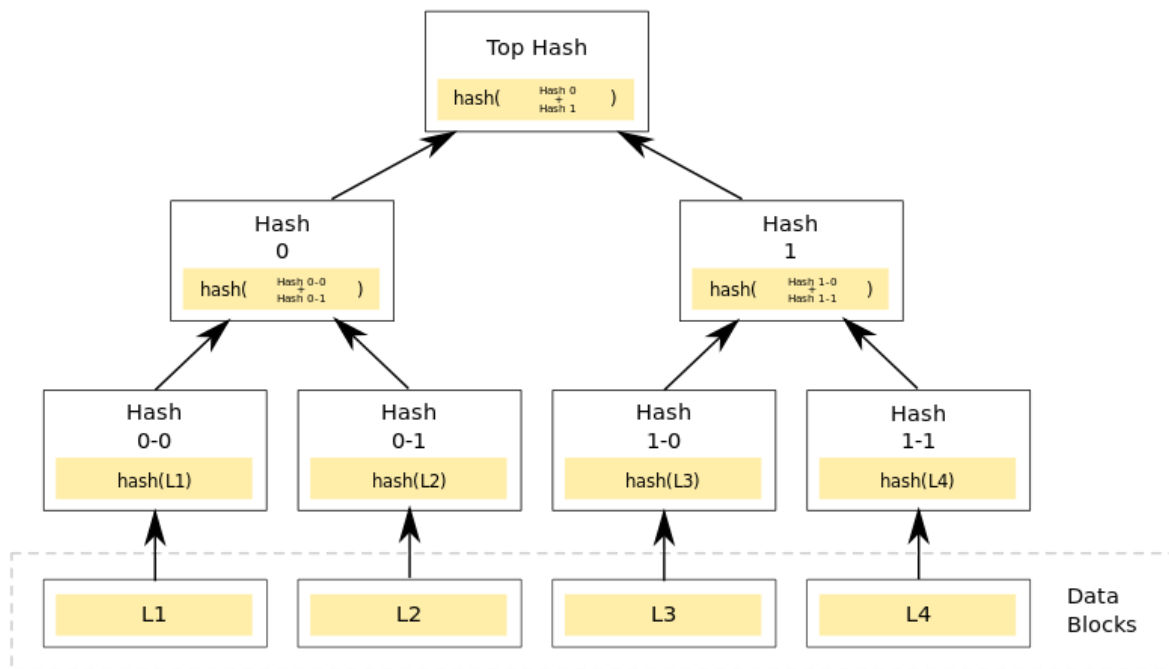 Top Hash
hash( Hash 0 + Hash 1 )
Hash
0
hash( Hash 0-0 + Hash 0-1 )
Hash
1
hash( Hash 1-0 + Hash 1-1 )
Hash
0-0
hash(L1)
Hash
0-1
hash(L2)
Hash
1-0
hash(L3)
Hash
1-1
hash(L4)
L1
L2
L3
L4
Data
Blocks